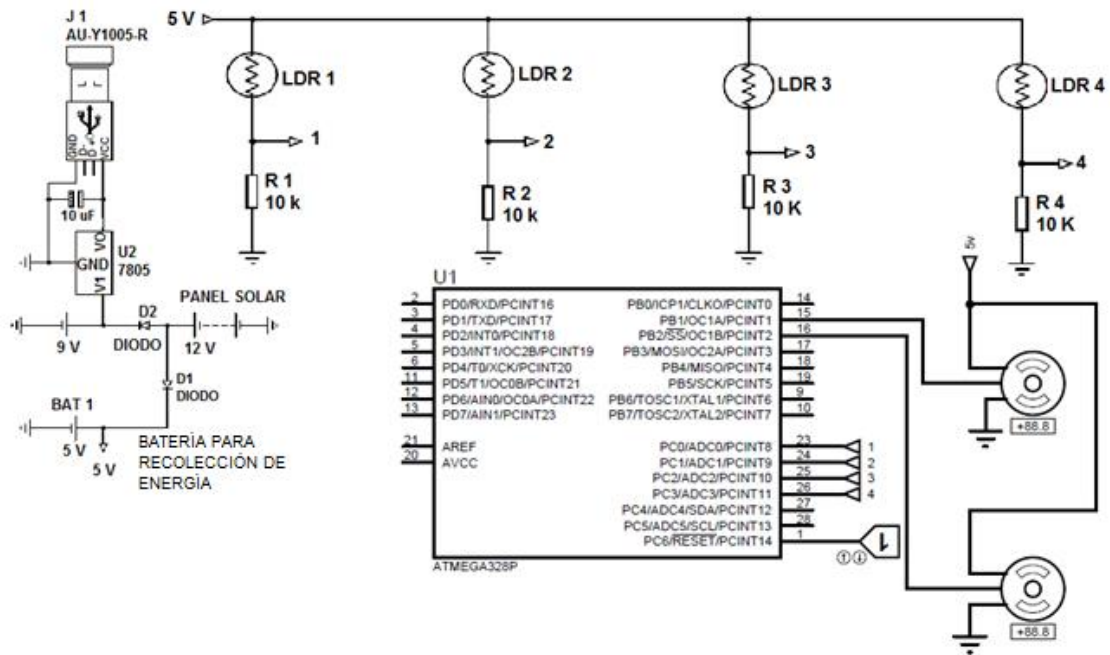 J 1
AU-Y1005-R
GND
D-
D+
VCC
10 uF
VO
GND
V1
U2
7805
D2
DIODO
PANEL SOLAR
9 V
12 V
D1
DIODO
BAT 1
5 V
5 V
BATERÍA PARA
RECOLECCIÓN DE
ENERGÍA
5 V
LDR 1
1
R 1
10 k
LDR 2
2
R 2
10 k
LDR 3
3
R 3
10 K
LDR 4
4
R 4
10 K
U1
2 PD0/RXD/PCINT16
3 PD1/TXD/PCINT17
4 PD2/INT0/PCINT18
5 PD3/INT1/OC2B/PCINT19
6 PD4/T0/XCK/PCINT20
11 PD5/T1/OC0B/PCINT21
12 PD6/AIN0/OC0A/PCINT22
13 PD7/AIN1/PCINT23
21 AREF
20 AVCC
PB0/ICP1/CLKO/PCINT0 14
PB1/OC1A/PCINT1 15
PB2/SS/OC1B/PCINT2 16
PB3/MOSI/OC2A/PCINT3 17
PB4/MISO/PCINT4 18
PB5/SCK/PCINT5 19
PB6/TOSC1/XTAL1/PCINT6 9
PB7/TOSC2/XTAL2/PCINT7 10
PC0/ADC0/PCINT8 23 1
PC1/ADC1/PCINT9 24 2
PC2/ADC2/PCINT10 25 3
PC3/ADC3/PCINT11 26 4
PC4/ADC4/SDA/PCINT12 27
PC5/ADC5/SCL/PCINT13 28
PC6/RESET/PCINT14 1 1
ATMEGA328P
5v
+88.8
+88.8